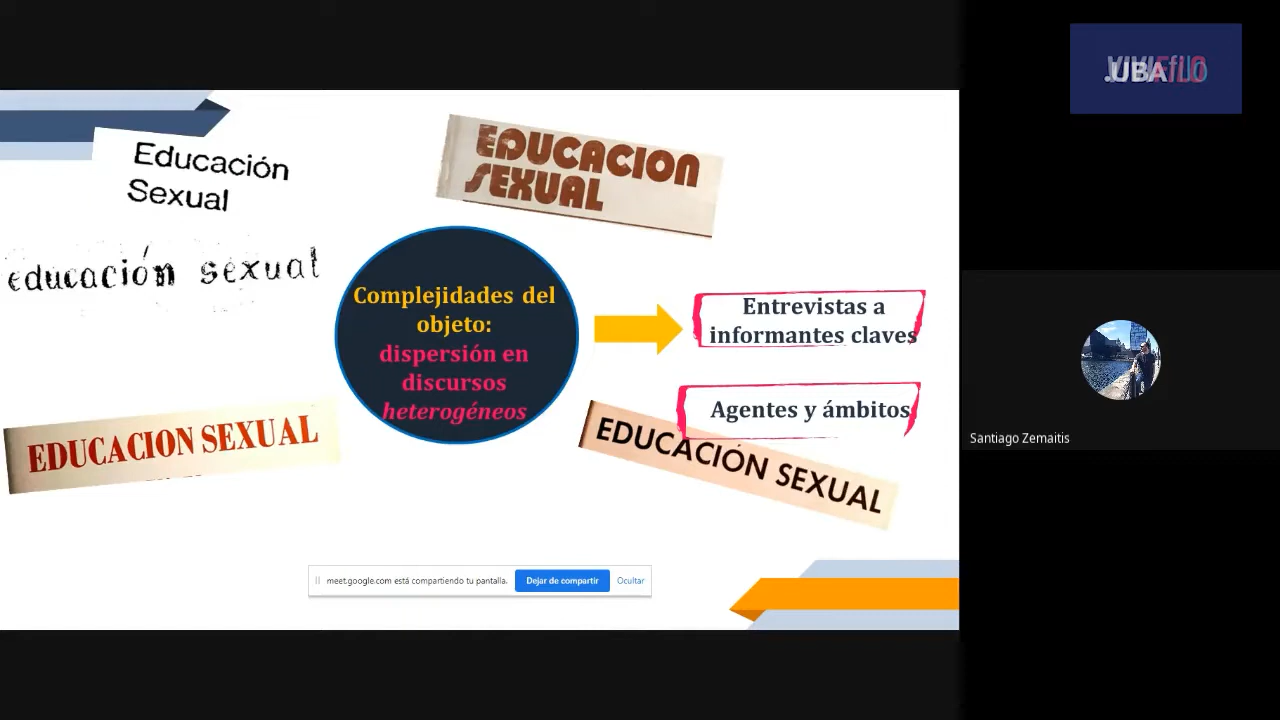 Educación
Sexual
EDUCACION
SEXUAL
educación sexual
Complejidades del
objeto:
dispersión en
discursos
heterogéneos
Entrevistas a
informantes claves
Agentes y ámbitos
EDUCACION SEXUAL
EDUCACIÓN SEXUAL
meet.google.com está compartiendo tu pantalla.
Dejar de compartir
Ocultar
.UBA
Santiago Zemaitis